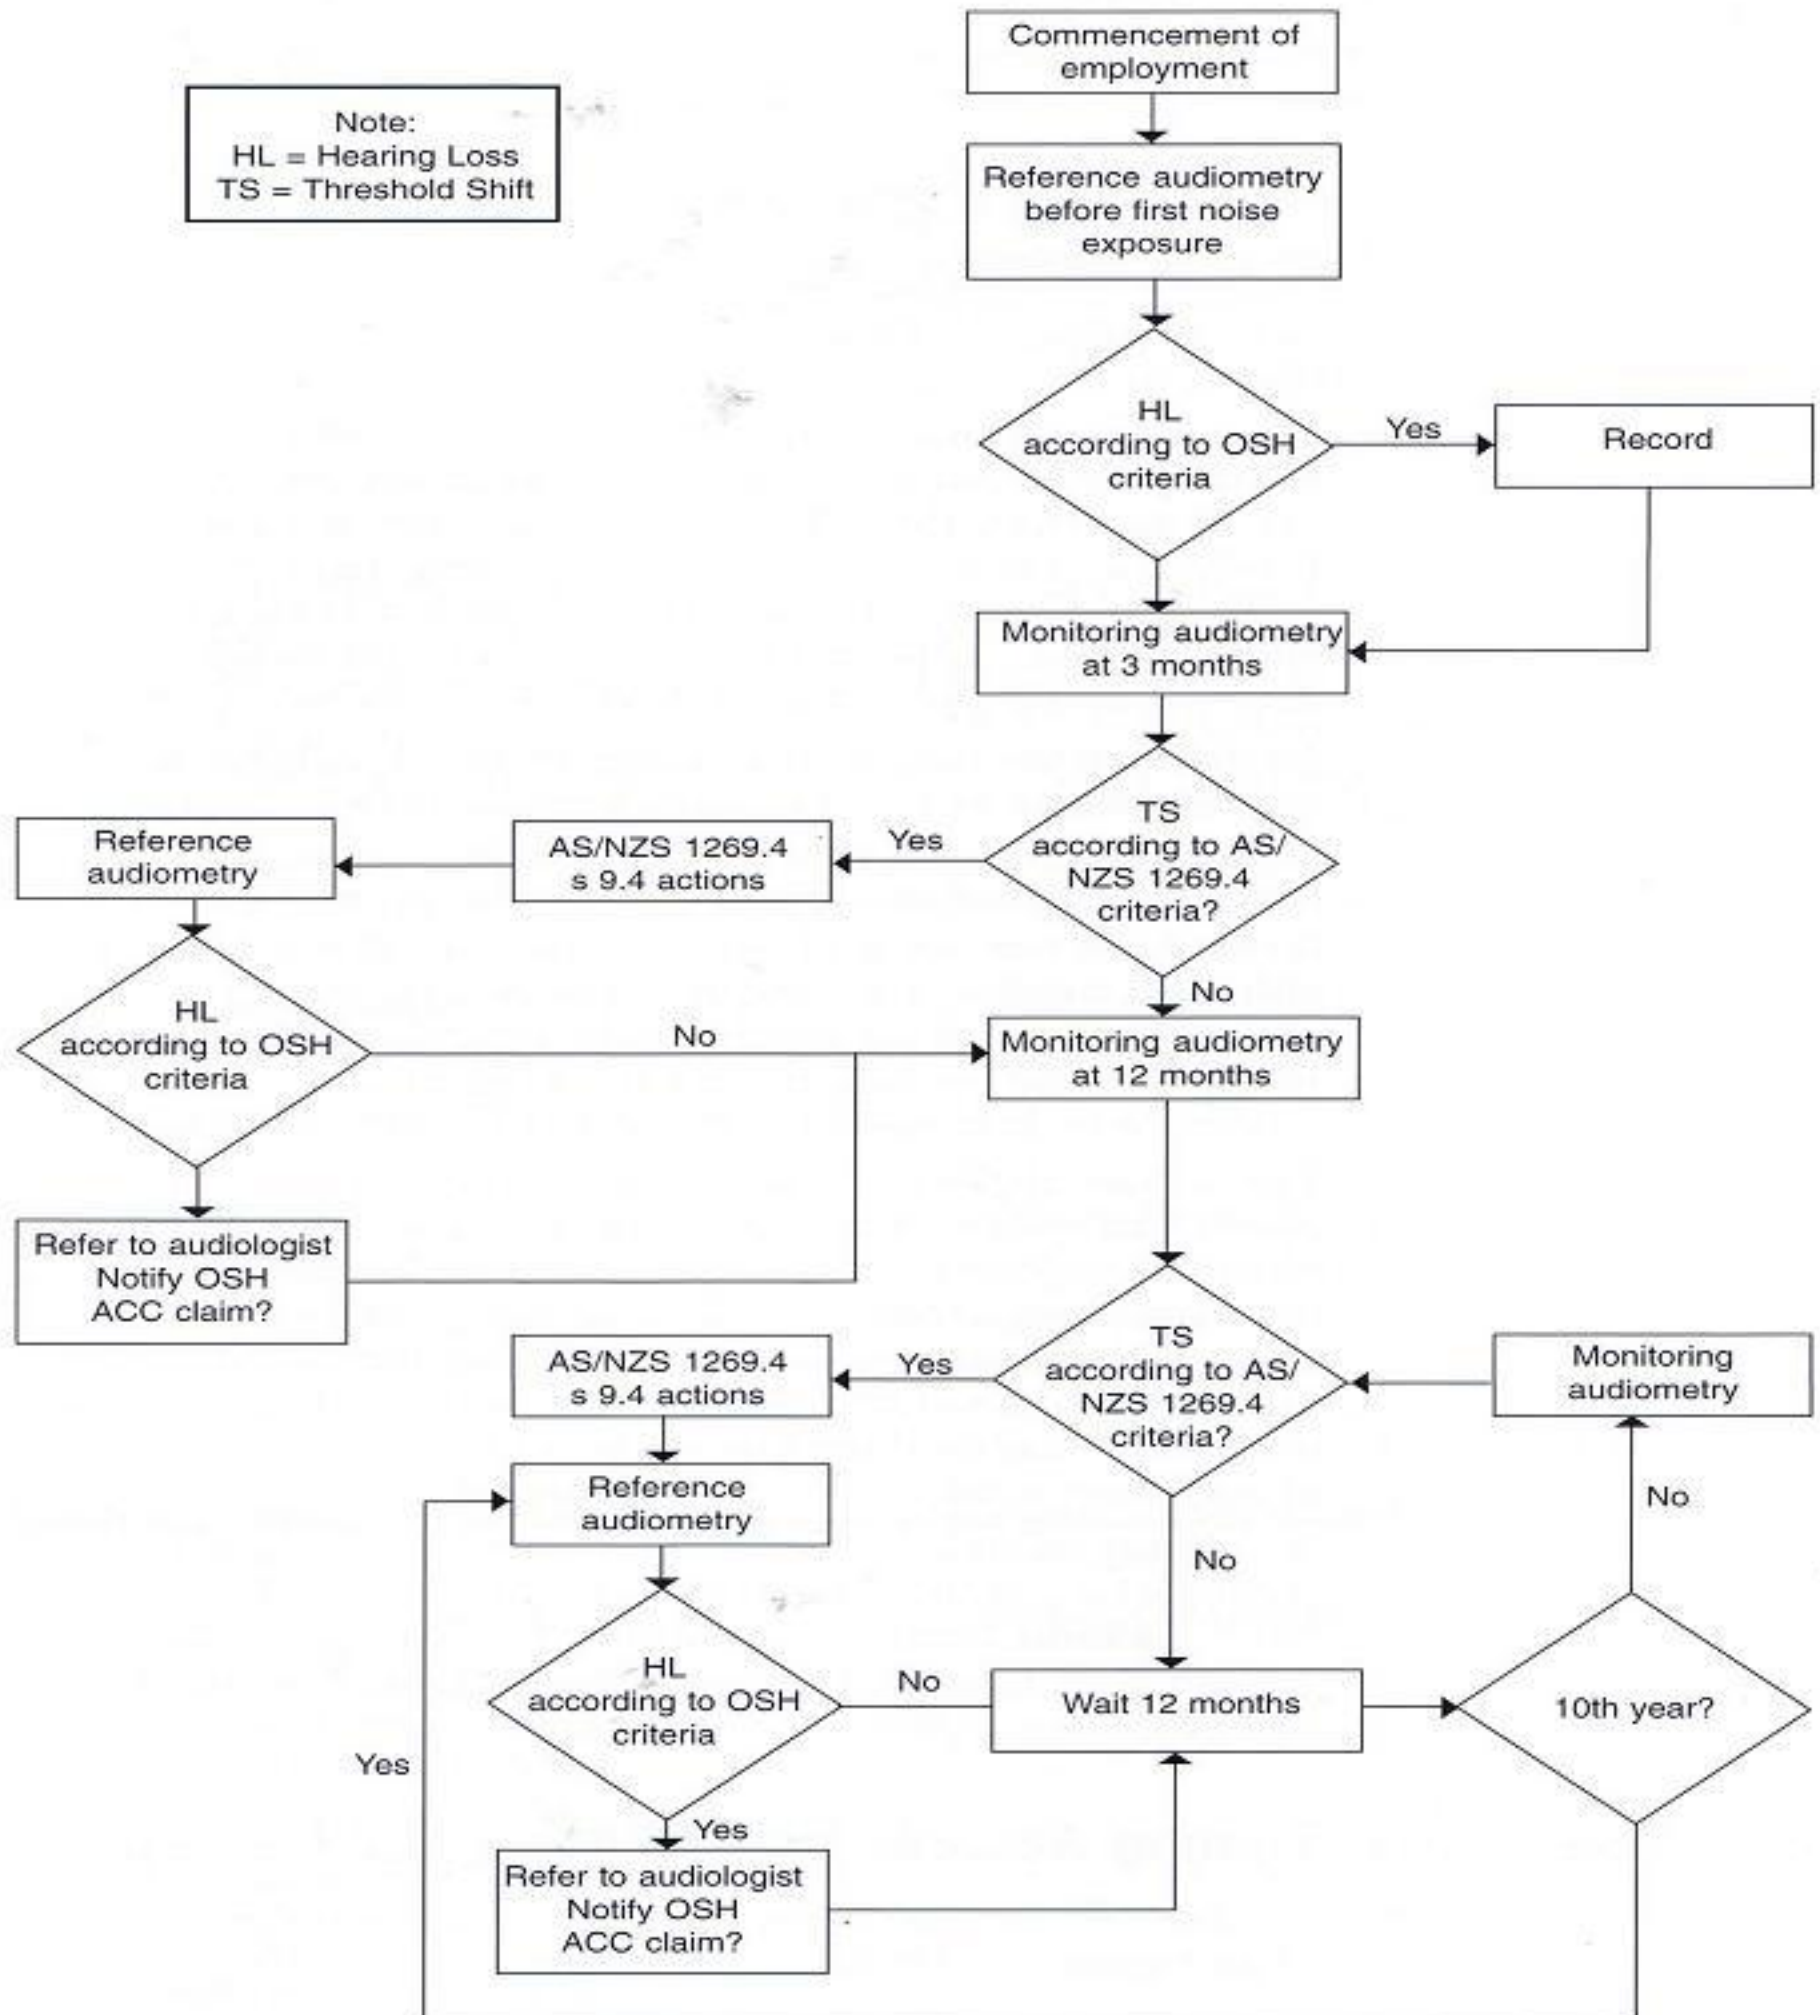 Commencement of
employment
Note:
HL = Hearing Loss
TS = Threshold Shift
Reference audiometry
before first noise
exposure
HL
according to OSH
criteria
Yes
Record
Monitoring audiometry
at 3 months
TS
according to AS/
NZS 1269.4
criteria?
Yes
AS/NZS 1269.4
s 9.4 actions
Reference
audiometry
No
HL
according to OSH
criteria
No
Monitoring audiometry
at 12 months
Refer to audiologist
Notify OSH
ACC claim?
TS
according to AS/
NZS 1269.4
criteria?
Yes
AS/NZS 1269.4
s 9.4 actions
Monitoring
audiometry
Reference
audiometry
No
No
HL
according to OSH
criteria
No
Wait 12 months
10th year?
Yes
Yes
Refer to audiologist
Notify OSH
ACC claim?